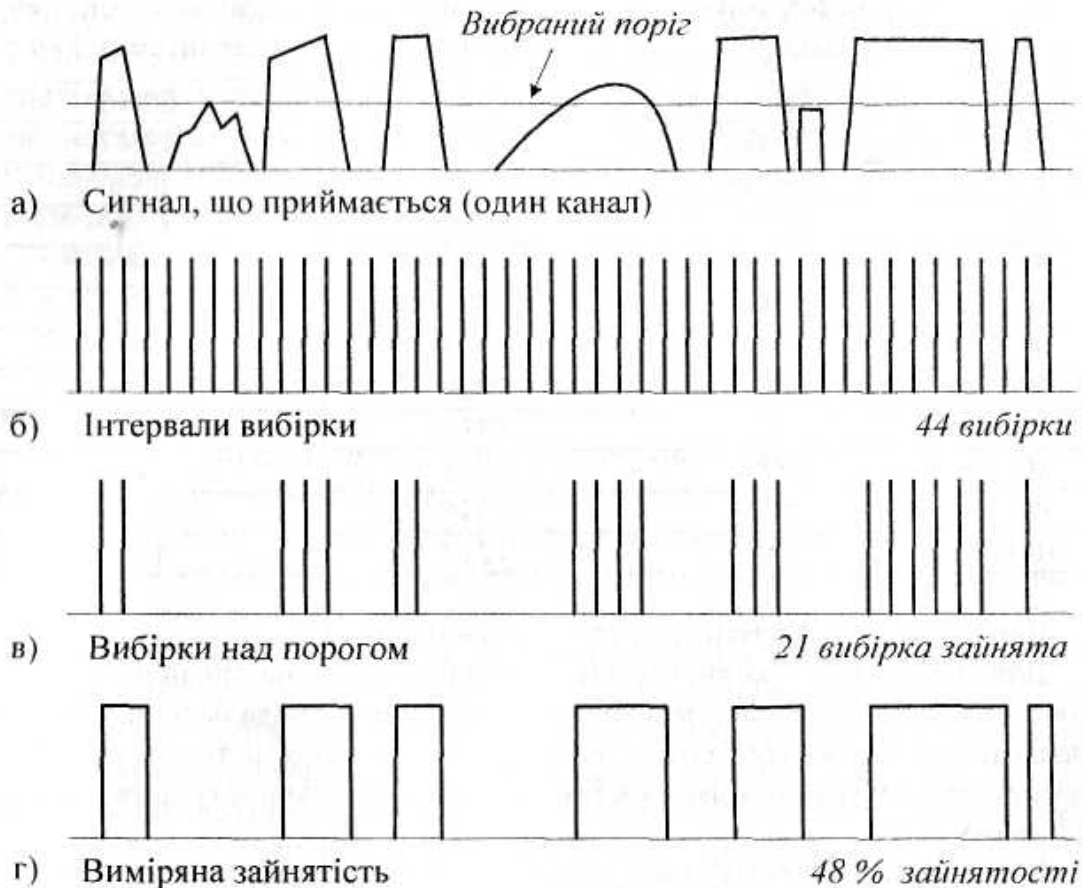 Вибраний поріг
а) Сигнал, що приймається (один канал)
б) Інтервали вибірки 44 вибірки
в) Вибірки над порогом 21 вибірка зайнята
г) Виміряна зайнятість 48 % зайнятості